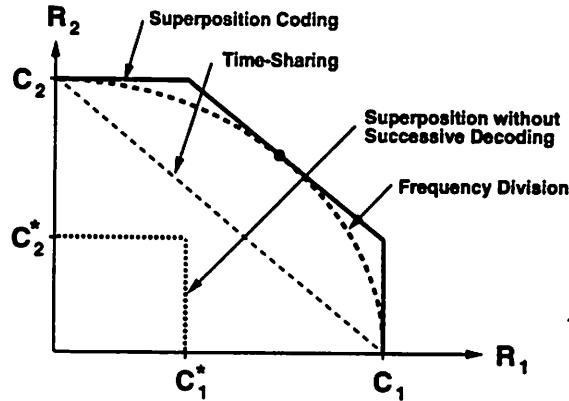 R₂
Superposition Coding
Time-Sharing
C₂
Superposition without
Successive Decoding
Frequency Division
C₂*
R₁
C₁*
C₁